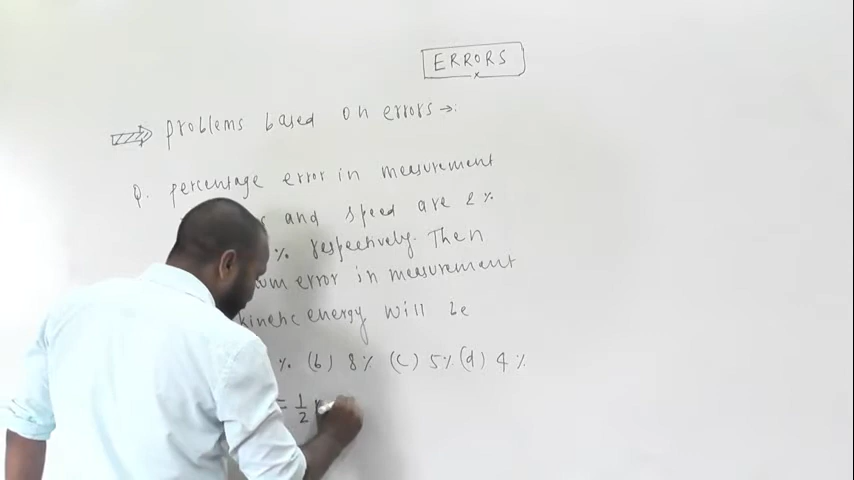 ERRORS
problems based on errors →:
Q. percentage error in measurement
and speed are 2 %
% respectively. Then
error in measurement
kinetic energy will be
% (b) 8% (c) 5% (d) 4 %
= 1/2